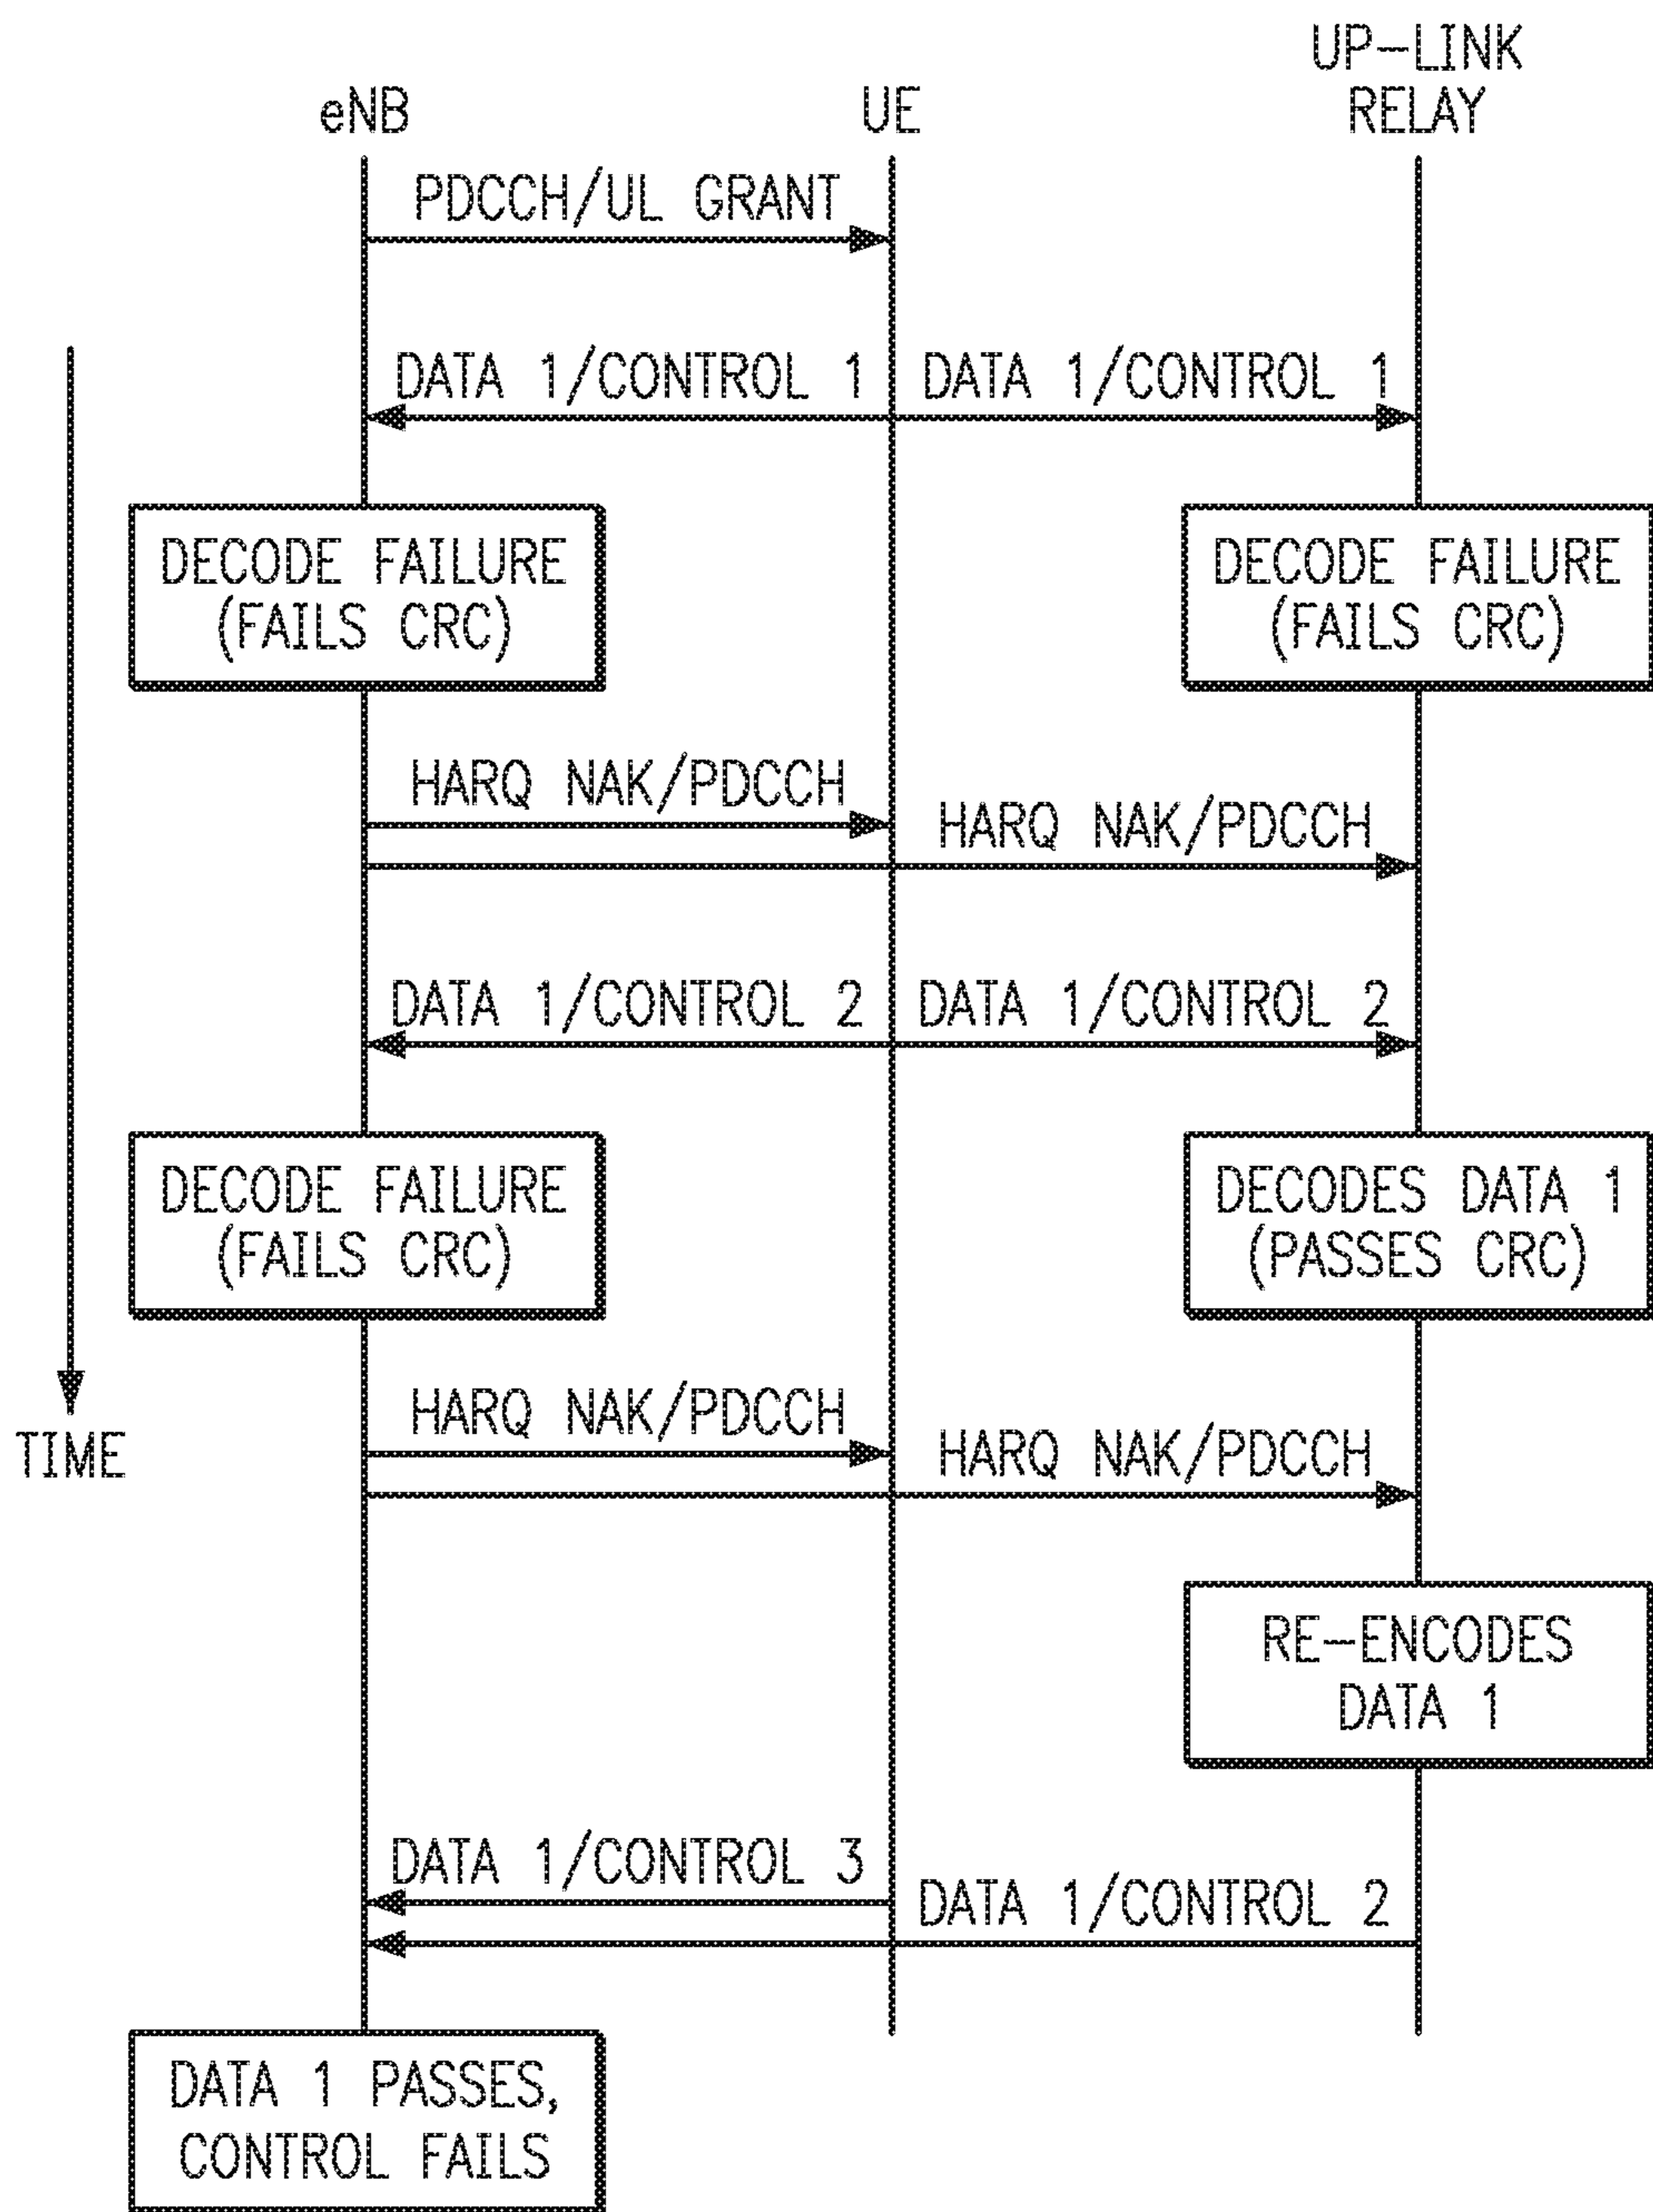 UP-LINK
RELAY
eNB
UE
PDCCH/UL GRANT
DATA 1/CONTROL 1
DATA 1/CONTROL 1
DECODE FAILURE
(FAILS CRC)
DECODE FAILURE
(FAILS CRC)
HARQ NAK/PDCCH
HARQ NAK/PDCCH
DATA 1/CONTROL 2
DATA 1/CONTROL 2
DECODE FAILURE
(FAILS CRC)
DECODES DATA 1
(PASSES CRC)
HARQ NAK/PDCCH
HARQ NAK/PDCCH
TIME
RE-ENCODES
DATA 1
DATA 1/CONTROL 3
DATA 1/CONTROL 2
DATA 1 PASSES,
CONTROL FAILS